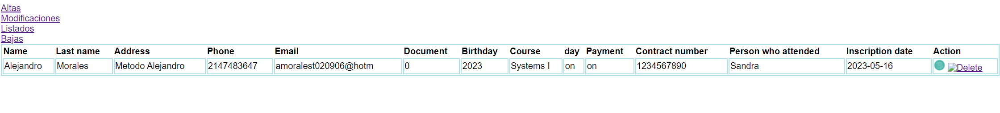 Altas
Modificaciones
Listados
Bajas
Name Last name Address Phone Email Document Birthday Course day Payment Contract number Person who attended Inscription date Action
Alejandro Morales Metodo Alejandro 2147483647 amoralest020906@hotm 0 2023 Systems I on on 1234567890 Sandra 2023-05-16 Delete